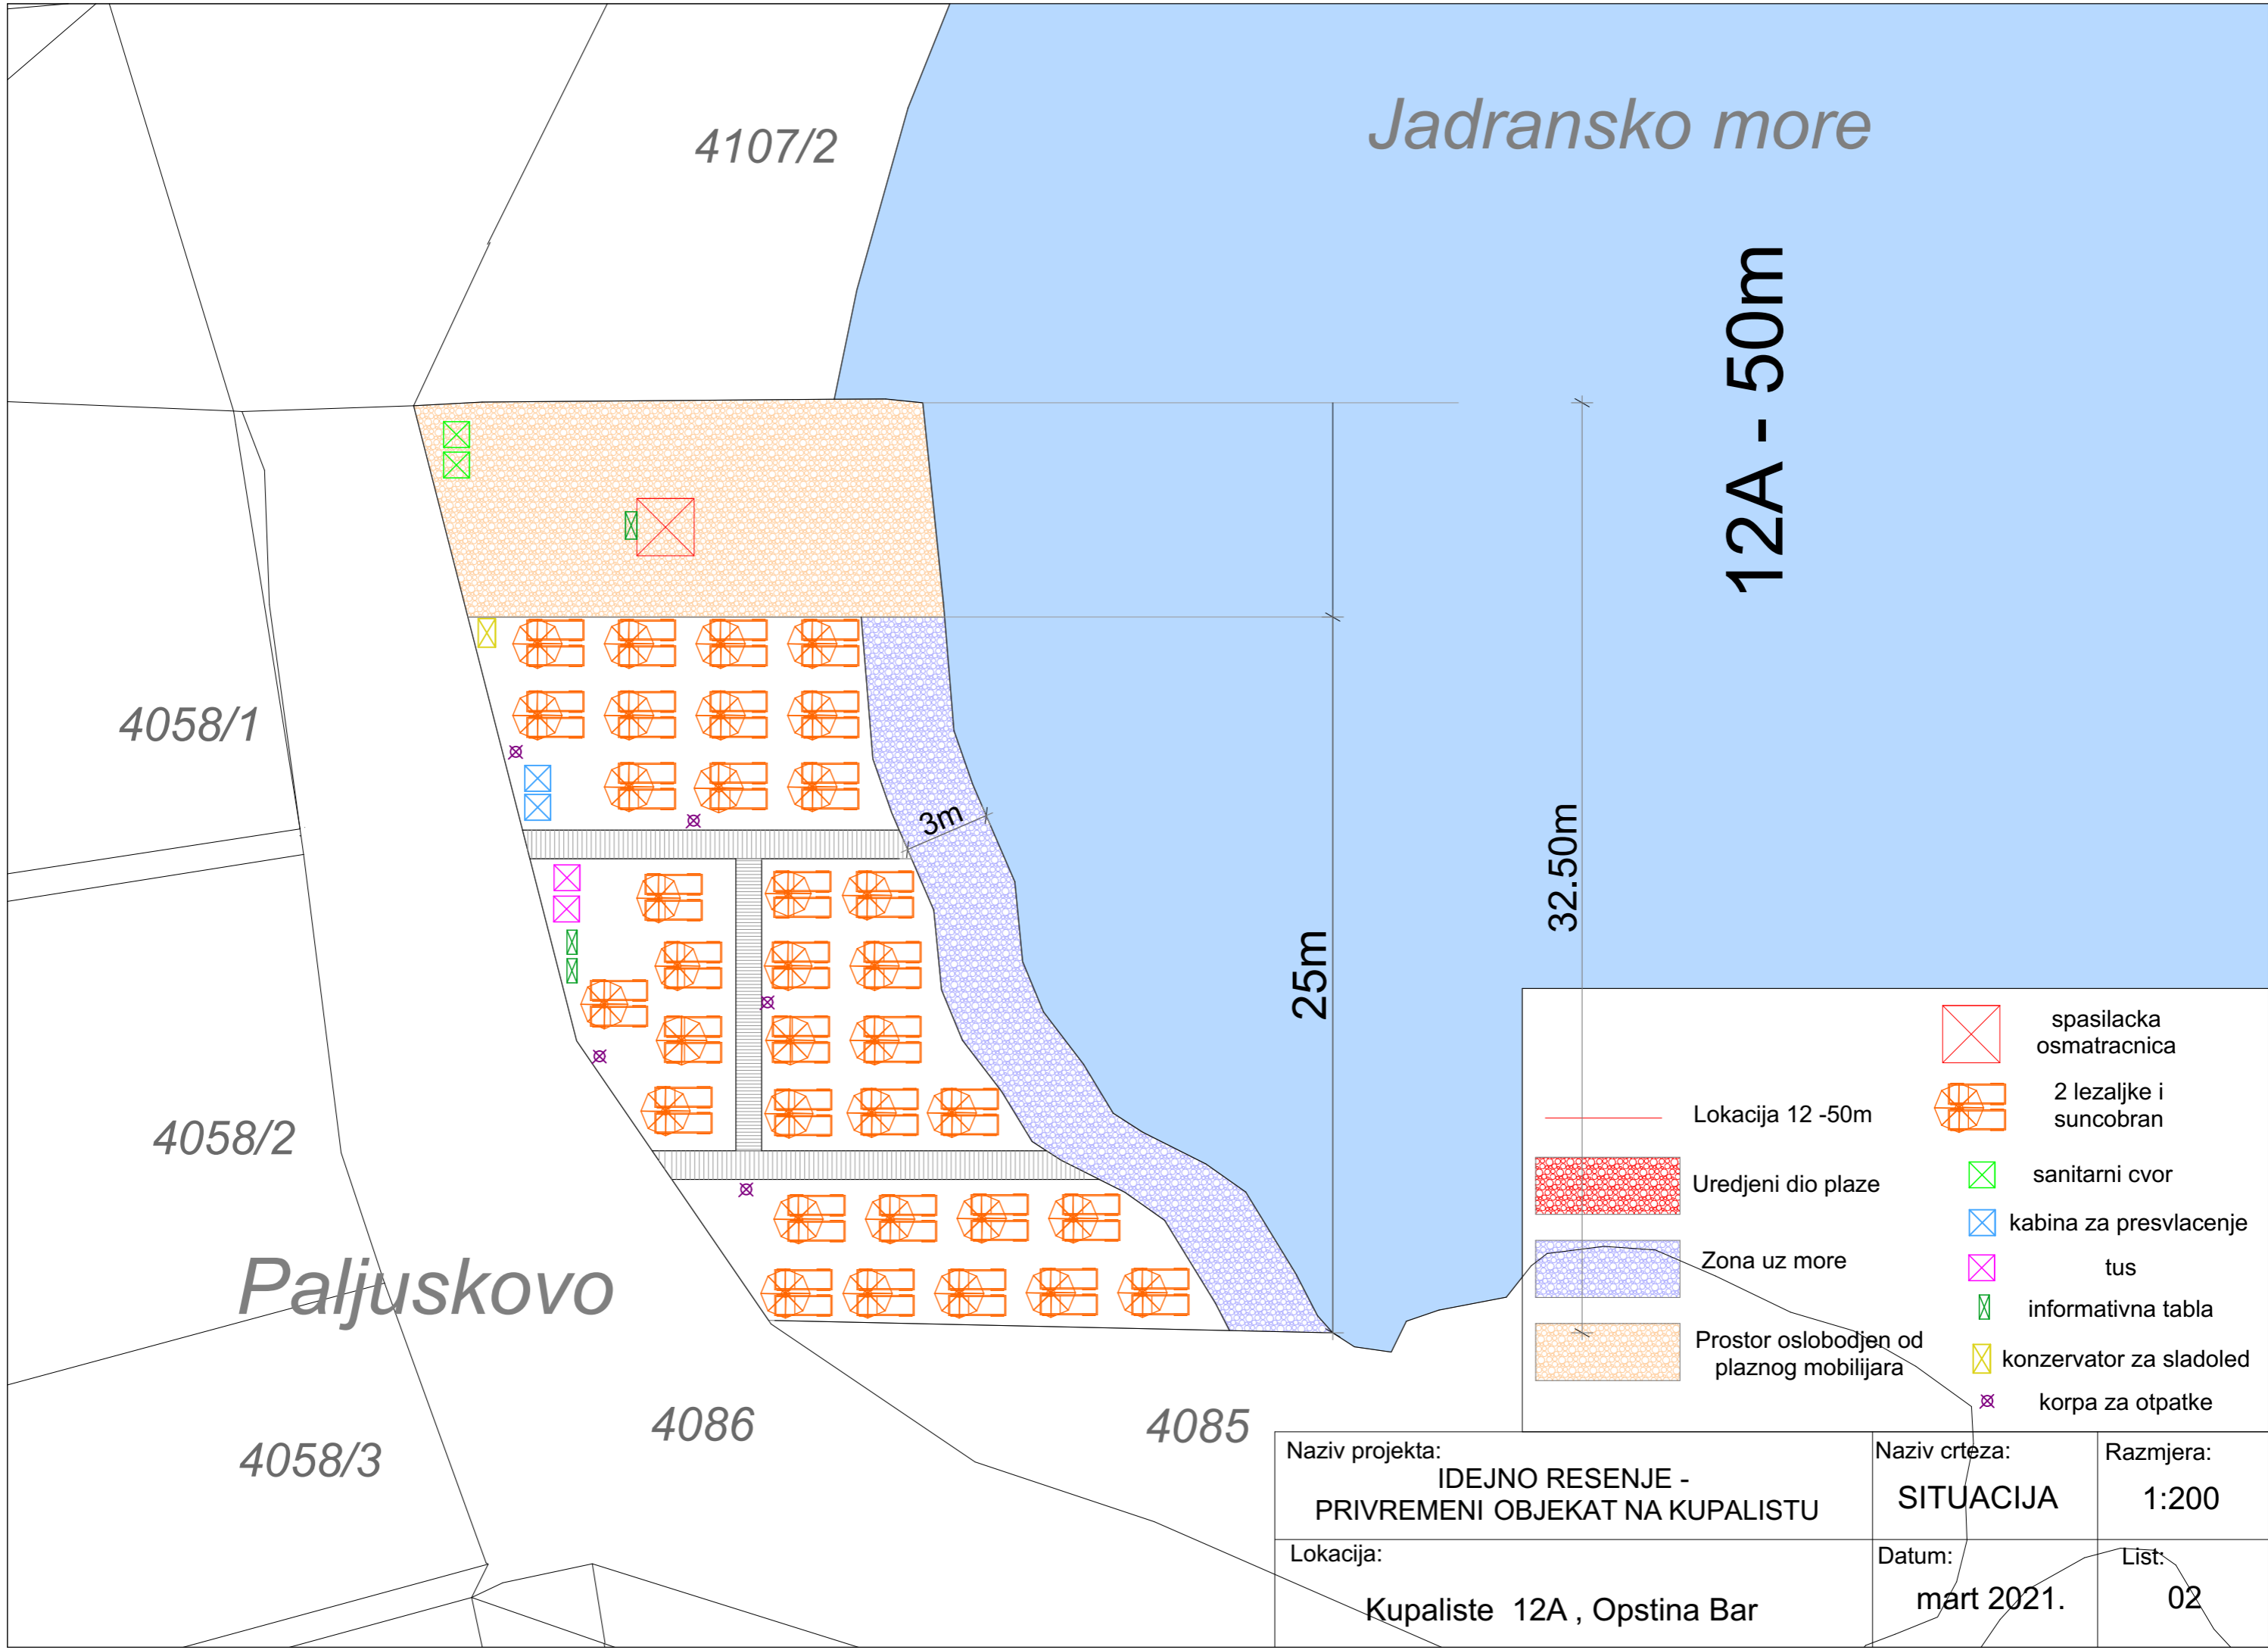 4107/2
Jadransko more
12A - 50m
4058/1
3m
32.50m
25m
4058/2
Paljuskovo
4058/3
4086
4085
Lokacija 12 -50m
Uredjeni dio plaze
Zona uz more
Prostor oslobodjen od
plaznog mobilijara
spasilacka
osmatracnica
2 lezaljke i
suncobran
sanitarni cvor
kabina za presvlacenje
tus
informativna tabla
konzervator za sladoled
korpa za otpatke
Naziv projekta:
IDEJNO RESENJE -
PRIVREMENI OBJEKAT NA KUPALISTU
Naziv crteza:
SITUACIJA
Razmjera:
1:200
Lokacija:
Kupaliste 12A , Opstina Bar
Datum:
mart 2021.
List:
02